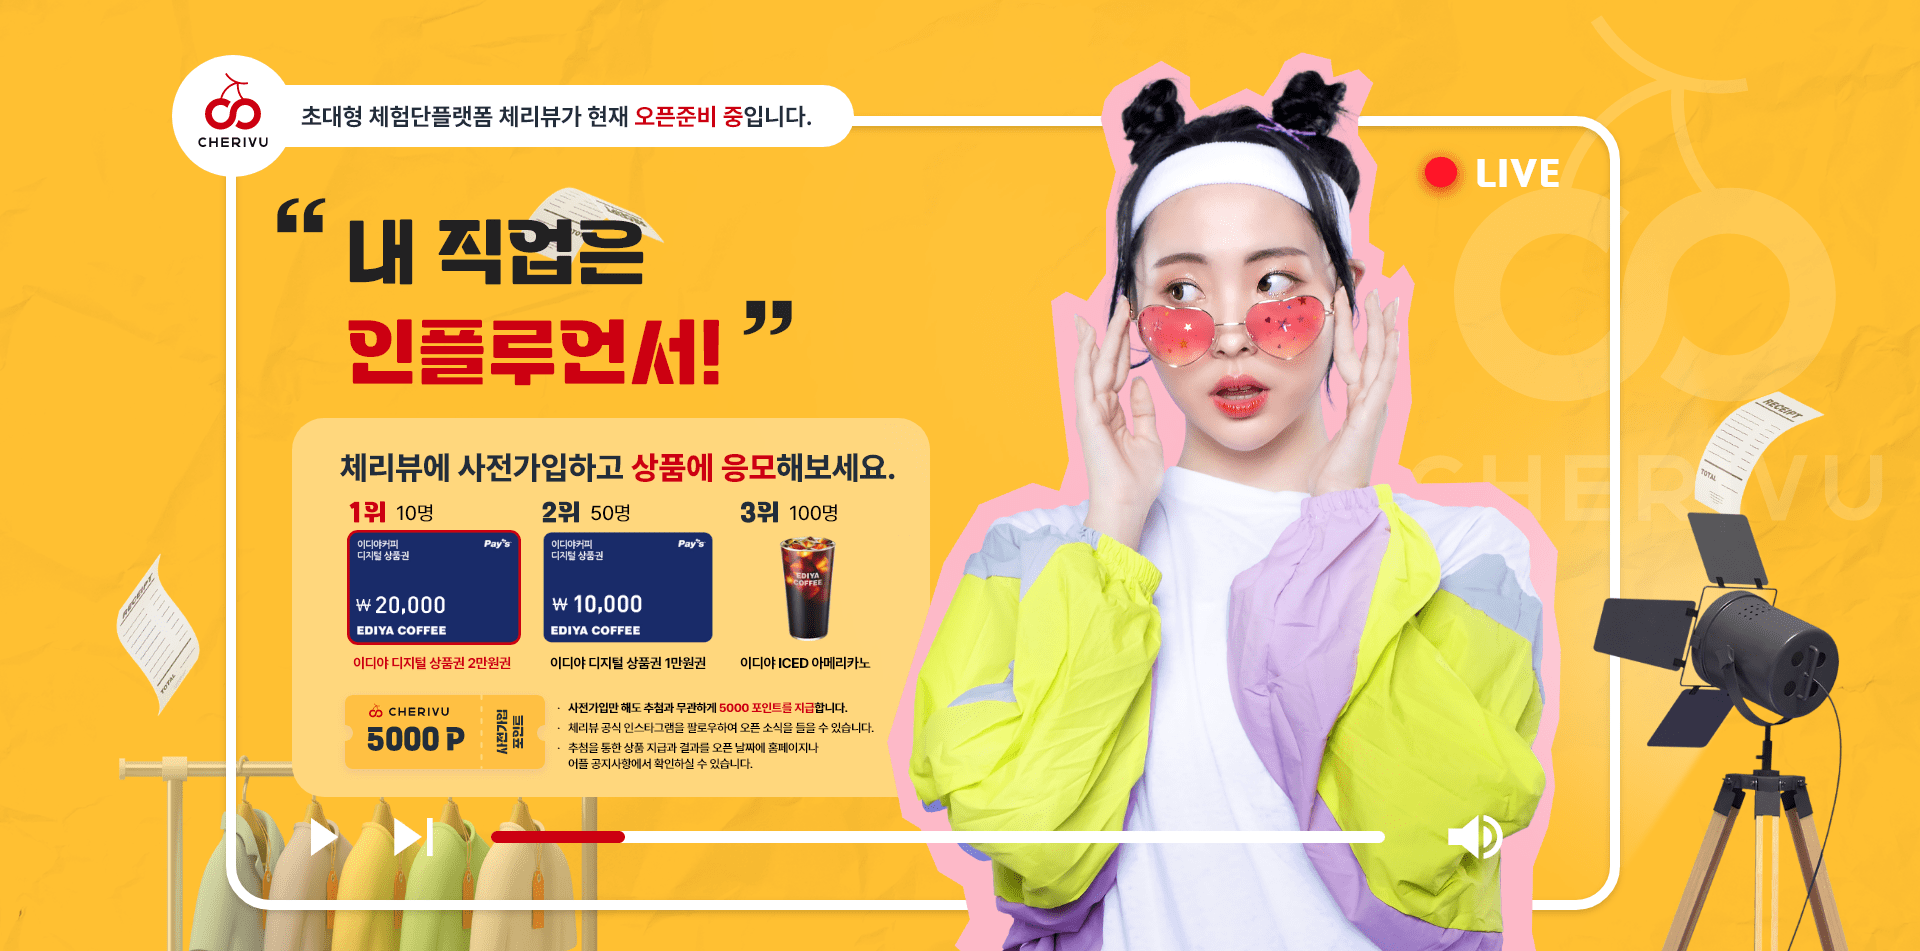 CHERIVU
초대형 체험단플랫폼 체리뷰가 현재 오픈준비 중입니다.
LIVE
“ 내 직업은
인플루언서! ”
체리뷰에 사전가입하고 상품에 응모해보세요.
1위 10명
2위 50명
3위 100명
이디야커피
디지털 상품권
Pay's
₩ 20,000
EDIYA COFFEE
이디야커피
디지털 상품권
Pay's
₩ 10,000
EDIYA COFFEE
EDIYA
COFFEE
이디야 디지털 상품권 2만원권
이디야 디지털 상품권 1만원권
이디야 ICED 아메리카노
CHERIVU
5000 P
사전가입
포인트
· 사전가입만 해도 추첨과 무관하게 5000 포인트를 지급합니다.
· 체리뷰 공식 인스타그램을 팔로우하여 오픈 소식을 들을 수 있습니다.
· 추첨을 통한 상품 지급과 결과를 오픈 날짜에 홈페이지나
어플 공지사항에서 확인하실 수 있습니다.
RECEIPT
TOTAL
RECEIPT
TOTAL
CHERIVU